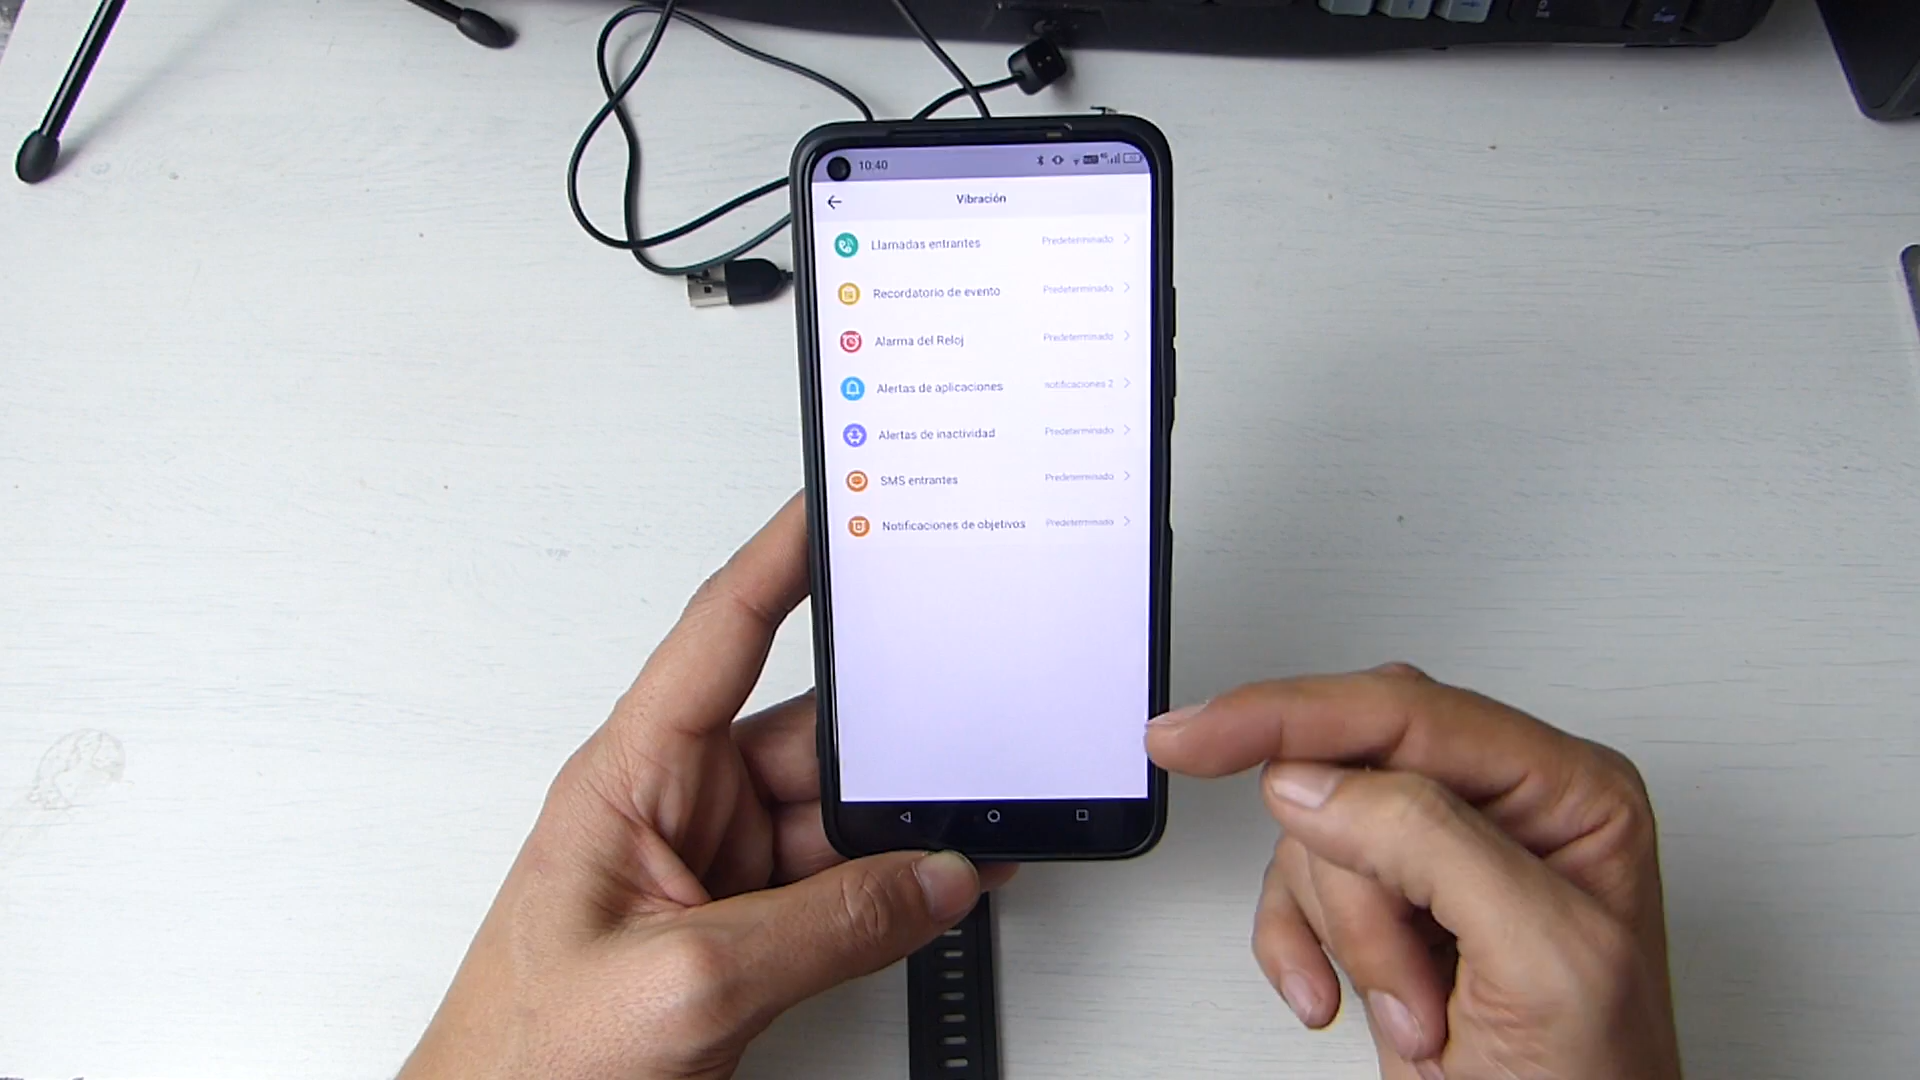 10:40
Vibración
Llamadas entrantes Predeterminado
Recordatorio de evento Predeterminado
Alarma del Reloj Predeterminado
Alertas de aplicaciones notificaciones 2
Alertas de inactividad Predeterminado
SMS entrantes Predeterminado
Notificaciones de objetivos Predeterminado